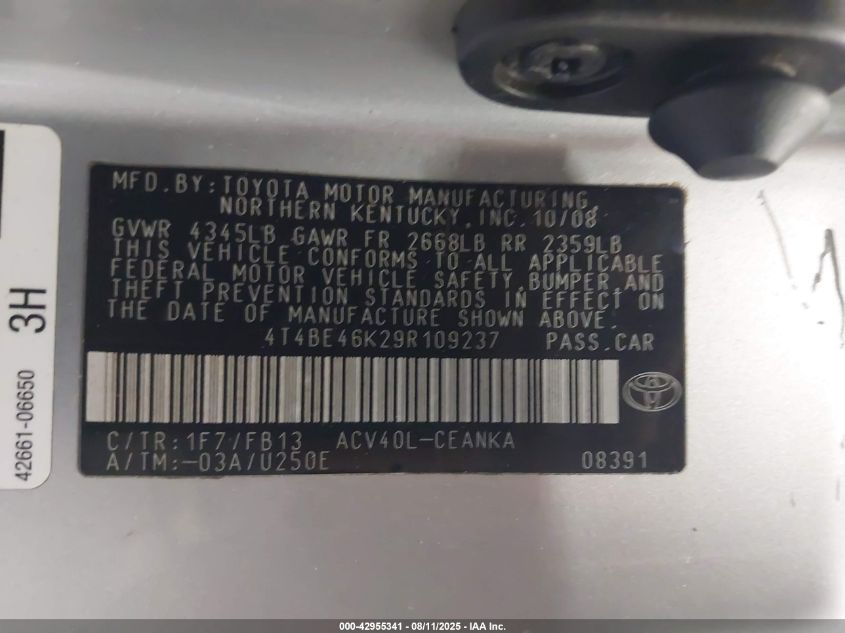 MFD. BY: TOYOTA MOTOR MANUFACTURING,
NORTHERN KENTUCKY, INC. 10/08
GVWR 4345LB GAWR FR 2668LB RR 2359LB
THIS VEHICLE CONFORMS TO ALL APPLICABLE
FEDERAL MOTOR VEHICLE SAFETY, BUMPER, AND
THEFT PREVENTION STANDARDS IN EFFECT ON
THE DATE OF MANUFACTURE SHOWN ABOVE.
4T4BE46K29R109237 PASS. CAR
C/TR: 1F7/FB13 ACV40L-CEANKA
A/TM: -03A/U250E 08391
3H
42661-06650
000-42955341 - 08/11/2025 - IAA Inc.